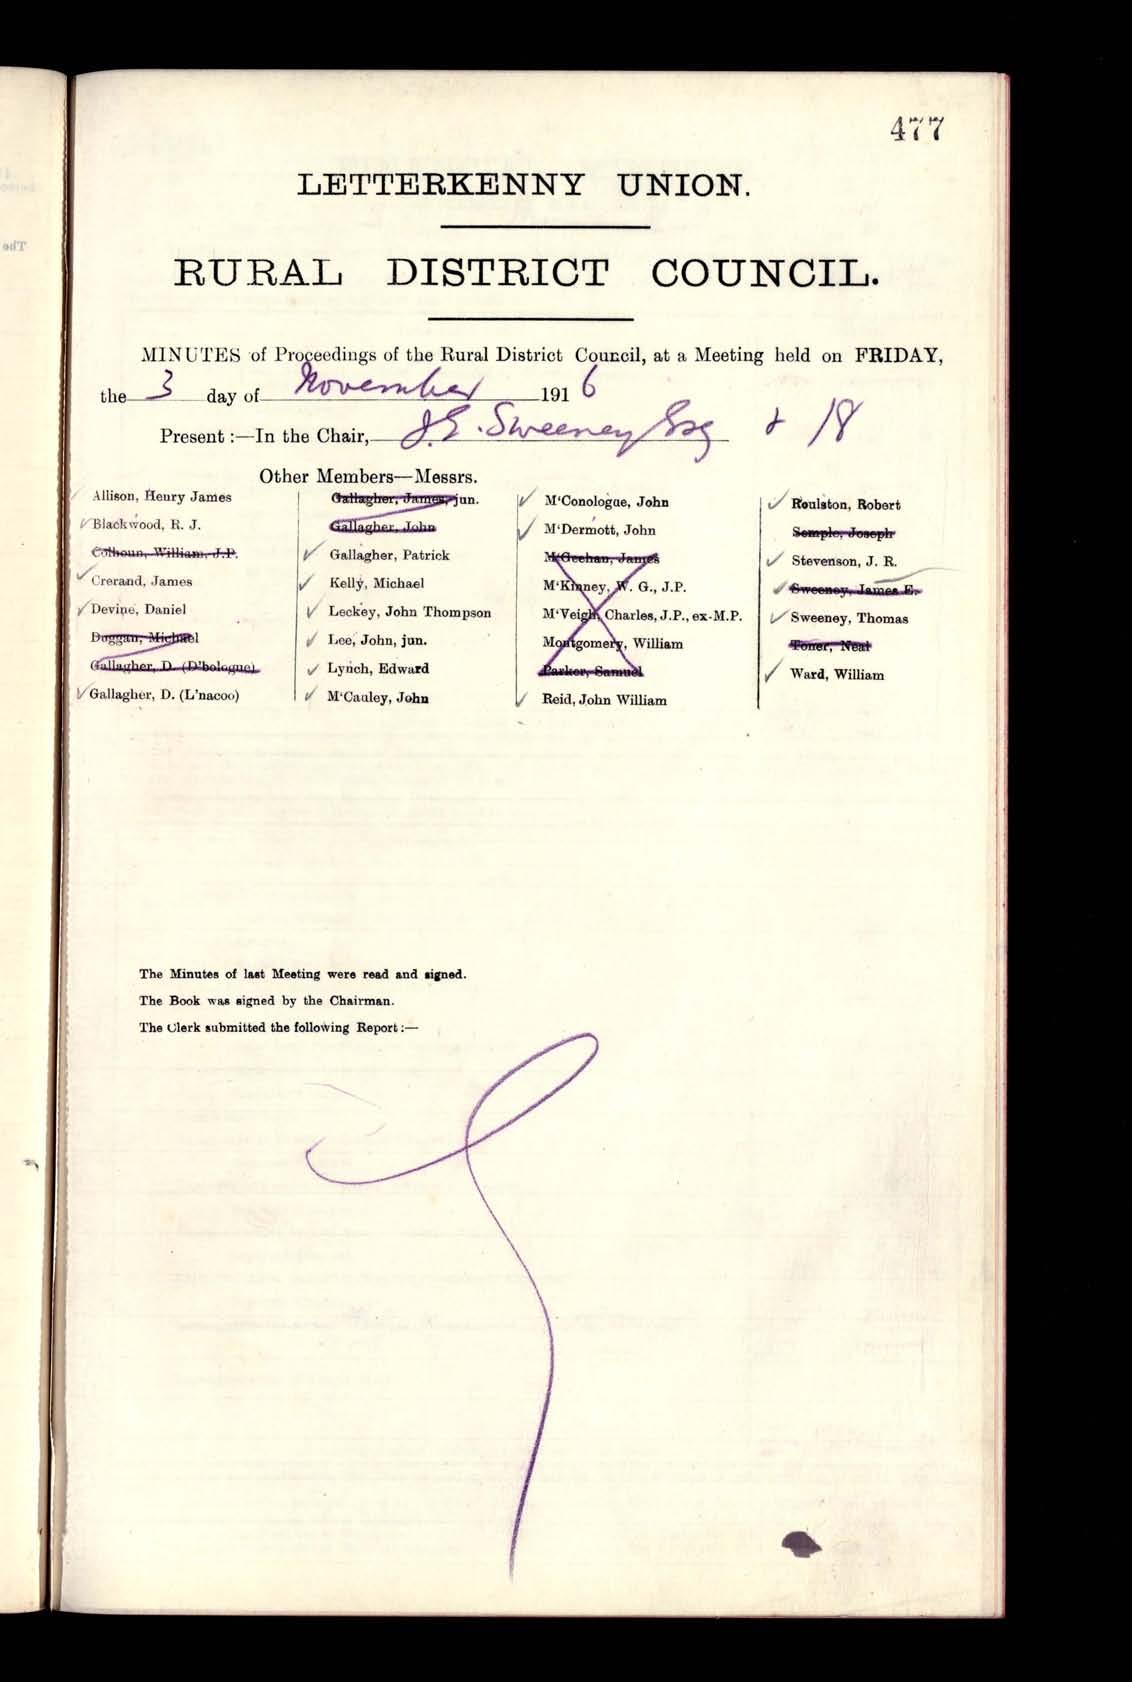 477
LETTERKENNY UNION.
RURAL DISTRICT COUNCIL.
MINUTES of Proceedings of the Rural District Council, at a Meeting held on FRIDAY,
the 3 day of November 1916
Present :—In the Chair, J. E. Sweeney Esq & 18
Other Members—Messrs.
Allison, Henry James
Blackwood, R. J.
Colhoun, William, J.P.
Crerand, James
Devine, Daniel
Duggan, Michael
Gallagher, D. (D'bologue)
Gallagher, D. (L'nacoo)
Gallagher, James, jun.
Gallagher, John
Gallagher, Patrick
Kelly, Michael
Leckey, John Thompson
Lee, John, jun.
Lynch, Edward
M'Cauley, John
M'Conologue, John
M'Dermott, John
M'Geehan, James
M'Kinney, W. G., J.P.
M'Veigh, Charles, J.P., ex-M.P.
Montgomery, William
Parker, Samuel
Reid, John William
Roulston, Robert
Semple, Joseph
Stevenson, J. R.
Sweeney, James E.
Sweeney, Thomas
Toner, Neal
Ward, William
The Minutes of last Meeting were read and signed.
The Book was signed by the Chairman.
The Clerk submitted the following Report :—